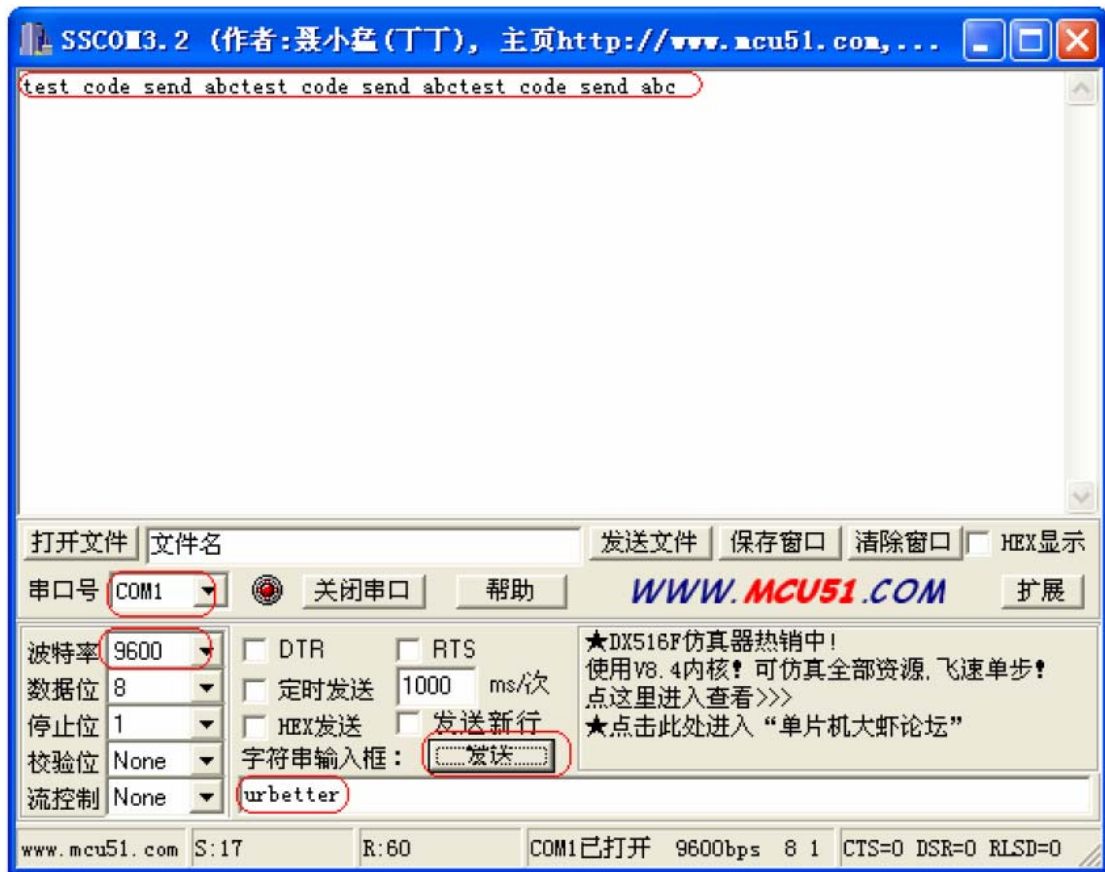 SSCOM3.2 (作者:聂小猛(丁丁), 主页http://www.mcu51.com,...
test code send abctest code send abctest code send abc
打开文件 文件名 发送文件 保存窗口 清除窗口 HEX显示
串口号 COM1 关闭串口 帮助 WWW.MCU51.COM 扩展
波特率 9600 DTR RTS
数据位 8 定时发送 1000 ms/次
停止位 1 HEX发送 发送新行
校验位 None 字符串输入框: 发送
流控制 None urbetter
★DX516F仿真器热销中!
使用V8.4内核! 可仿真全部资源,飞速单步!
点这里进入查看>>>
★点击此处进入“单片机大虾论坛”
www.mcu51.com S:17 R:60 COM1已打开 9600bps 8 1 CTS=0 DSR=0 RLSD=0